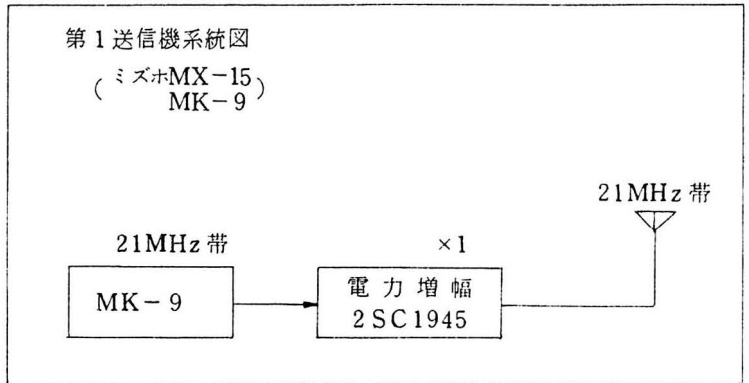 第1送信機系統図
(ミズホMX-15
MK-9)
21MHz帯
21MHz帯
×1
MK-9
電力増幅
2SC1945